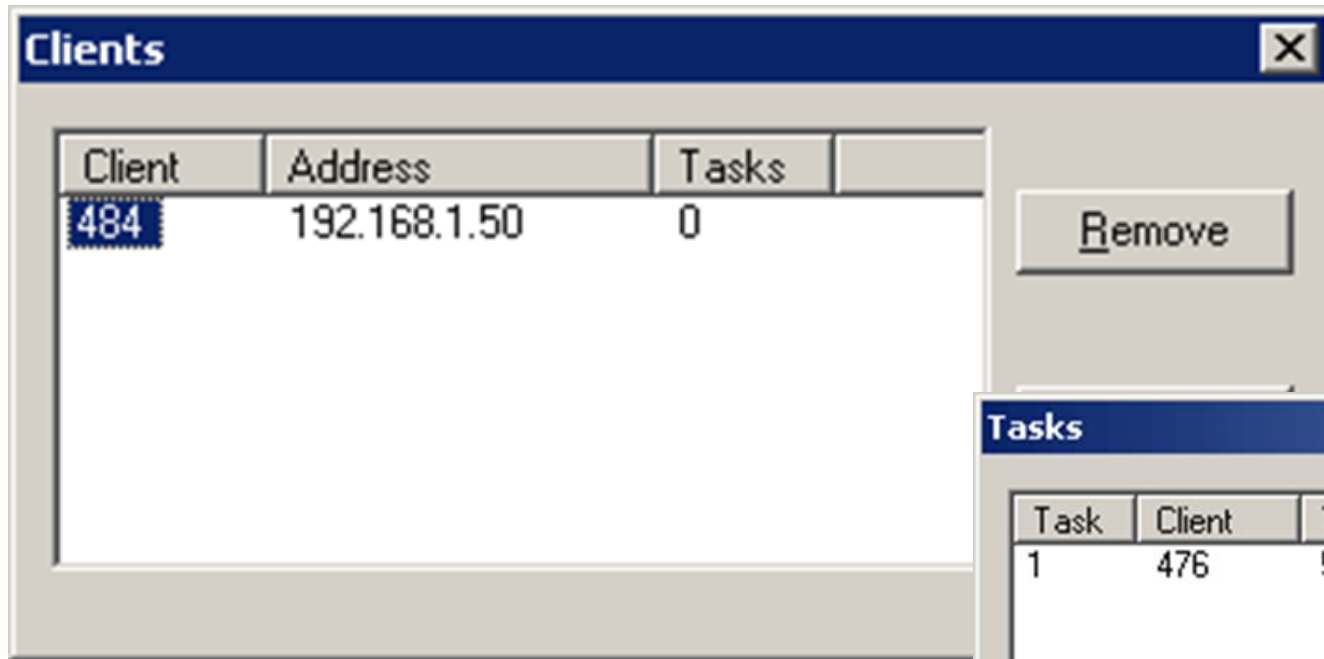 Clients
Client Address Tasks
484 192.168.1.50 0
Remove
Tasks
Task Client
1 476